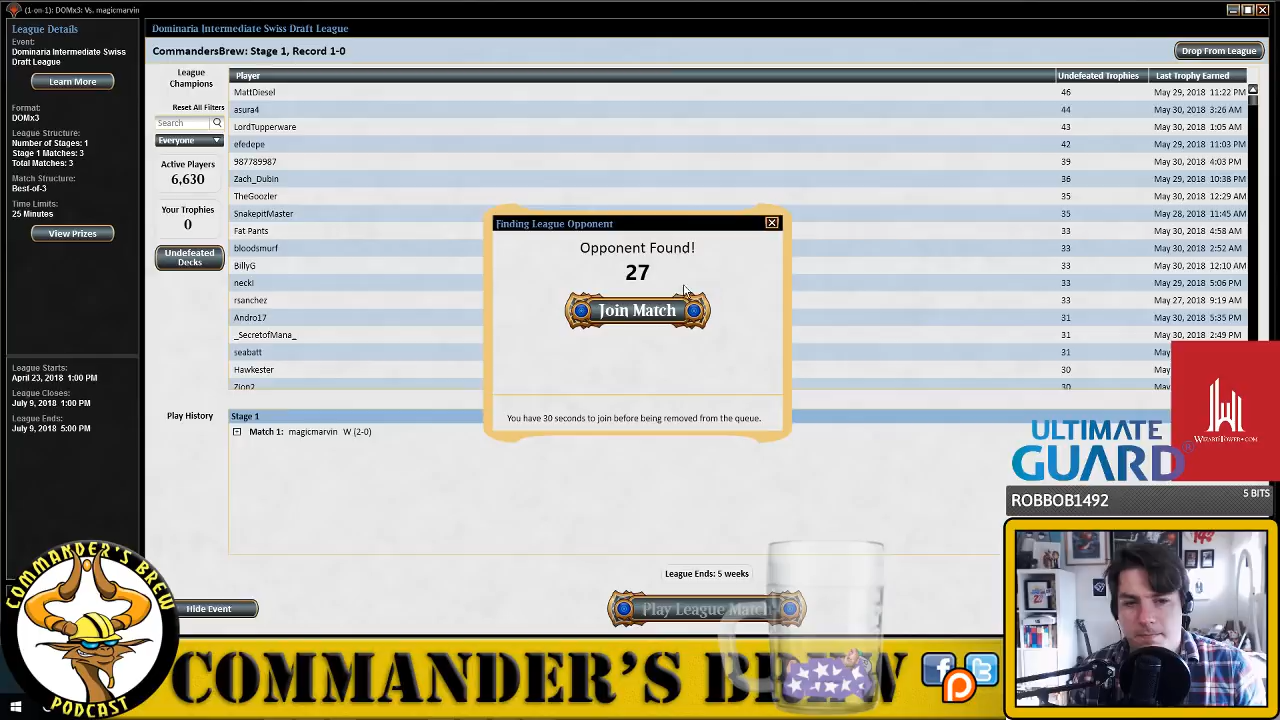 (1-on-1): DOMx3: Vs. magicmarvin
League Details
Event:
Dominaria Intermediate Swiss
Draft League
Learn More
Format:
DOMx3
League Structure:
Number of Stages: 1
Stage 1 Matches: 3
Total Matches: 3
Match Structure:
Best-of-3
Time Limits:
25 Minutes
View Prizes
League Starts:
April 23, 2018 1:00 PM
League Closes:
July 9, 2018 1:00 PM
League Ends:
July 9, 2018 5:00 PM
Dominaria Intermediate Swiss Draft League
CommandersBrew: Stage 1, Record 1-0
Drop From League
League
Champions
Reset All Filters
Search
Everyone
Active Players
6,630
Your Trophies
0
Undefeated
Decks
Player Undefeated Trophies Last Trophy Earned
MattDiesel 46 May 29, 2018 11:22 PM
asura4 44 May 30, 2018 3:26 AM
LordTupperware 43 May 30, 2018 1:05 AM
efedepe 42 May 29, 2018 11:03 PM
987789987 39 May 30, 2018 4:03 PM
Zach_Dubin 36 May 29, 2018 10:38 PM
TheGoozler 35 May 30, 2018 12:29 AM
SnakepitMaster 35 May 28, 2018 11:45 AM
Fat Pants 33 May 30, 2018 4:58 AM
bloodsmurf 33 May 30, 2018 2:52 AM
BillyG 33 May 30, 2018 12:10 AM
neckl 33 May 29, 2018 5:06 PM
rsanchez 33 May 27, 2018 9:19 AM
Andro17 31 May 30, 2018 5:35 PM
_SecretofMana_ 31 May 30, 2018 2:49 PM
seabatt 31 May
Hawkester 30 May
Zion2 30 May
Finding League Opponent
Opponent Found!
27
Join Match
You have 30 seconds to join before being removed from the queue.
Play History
Stage 1
Match 1: magicmarvin W (2-0)
League Ends: 5 weeks
Hide Event
Play League Match
WIZARDTOWER.COM
ULTIMATE
GUARD®
ROBBOB1492 5 BITS
COMMANDER'S BREW
PODCAST
COMMANDER'S BREW